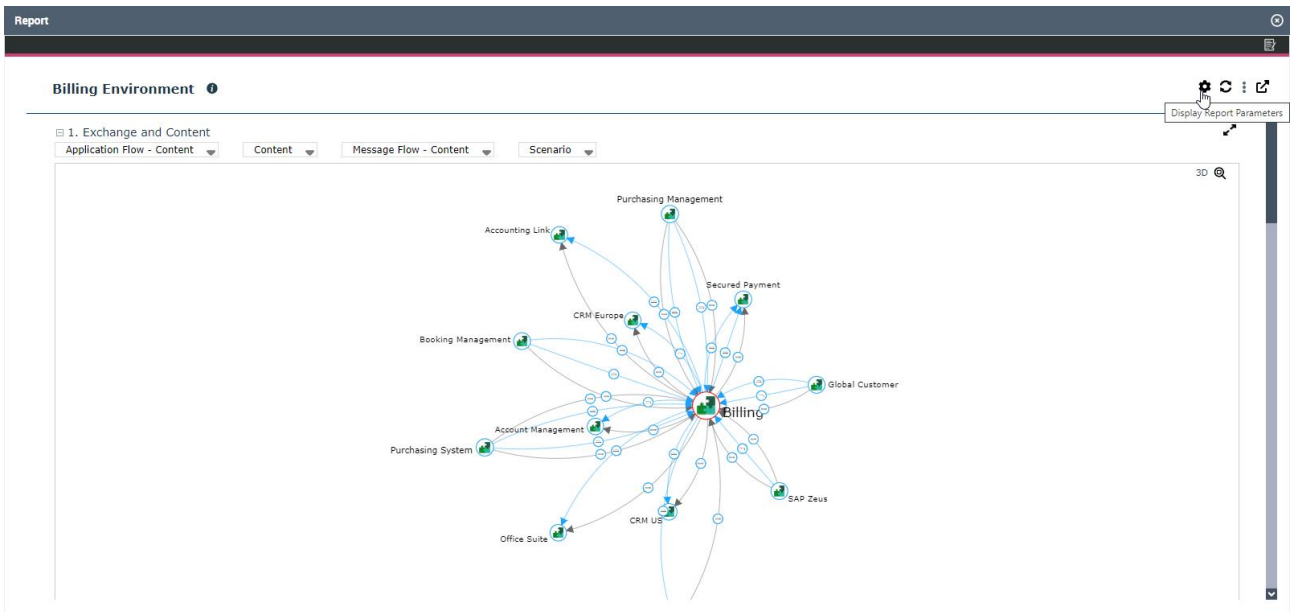 Report
Billing Environment
Display Report Parameters
1. Exchange and Content
Application Flow - Content
Content
Message Flow - Content
Scenario
3D
Purchasing Management
Accounting Link
Secured Payment
CRM Europe
Booking Management
Global Customer
Billing
Account Management
Purchasing System
SAP Zeus
CRM US
Office Suite